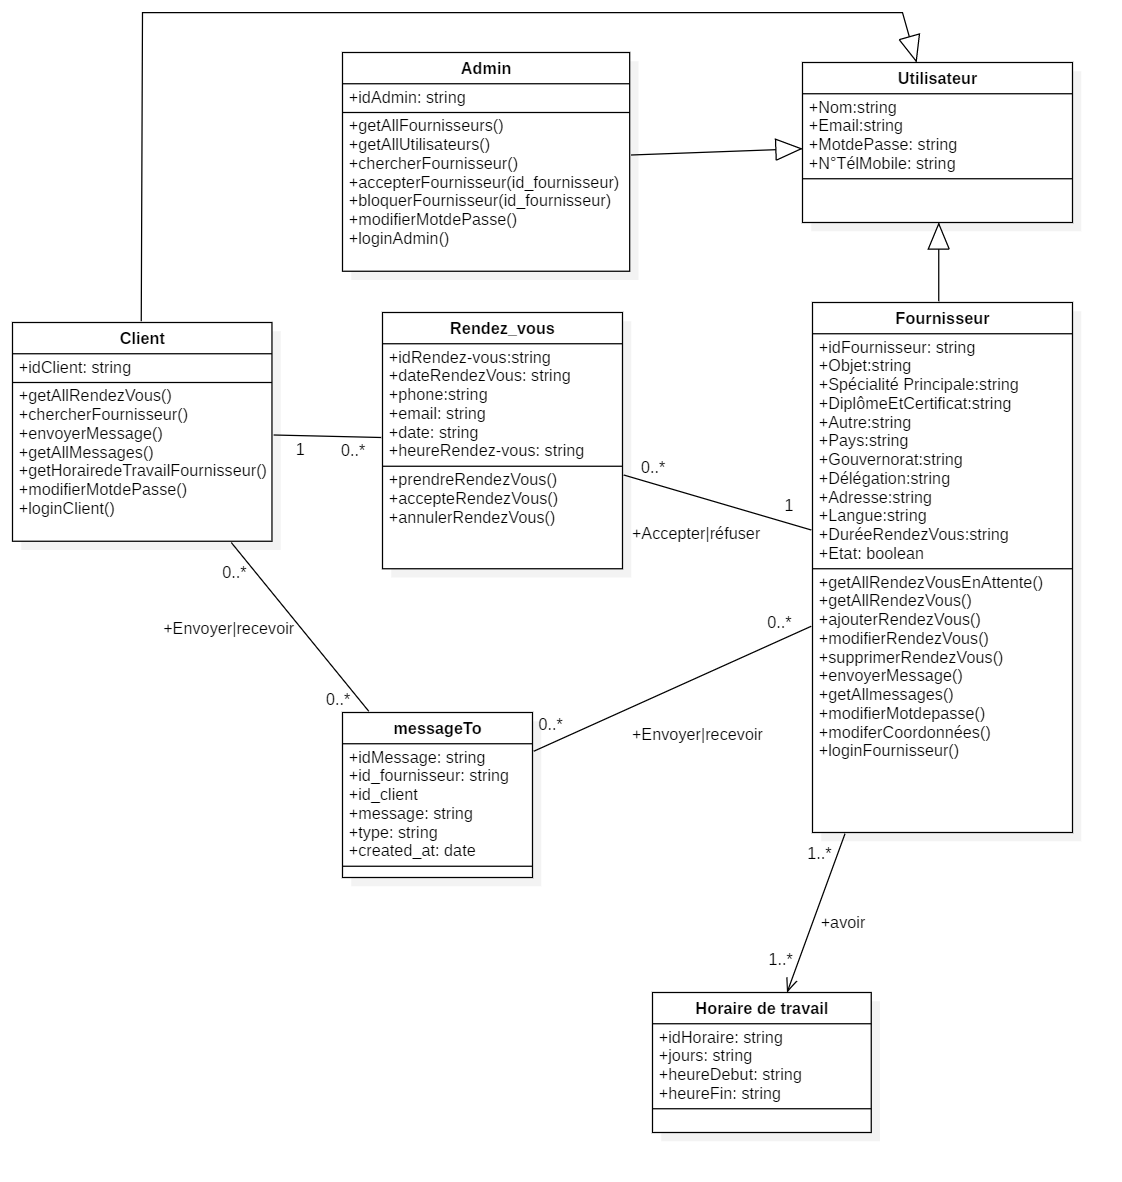 Admin
+idAdmin: string
+getAllFournisseurs()
+getAllUtilisateurs()
+chercherFournisseur()
+accepterFournisseur(id_fournisseur)
+bloquerFournisseur(id_fournisseur)
+modifierMotdePasse()
+loginAdmin()
Utilisateur
+Nom:string
+Email:string
+MotdePasse: string
+N°TélMobile: string
Client
+idClient: string
+getAllRendezVous()
+chercherFournisseur()
+envoyerMessage()
+getAllMessages()
+getHorairedeTravailFournisseur()
+modifierMotdePasse()
+loginClient()
1
0..*
Rendez_vous
+idRendez-vous:string
+dateRendezVous: string
+phone:string
+email: string
+date: string
+heureRendez-vous: string
+prendreRendezVous()
+accepteRendezVous()
+annulerRendezVous()
0..*
1
+Accepter|réfuser
Fournisseur
+idFournisseur: string
+Objet:string
+Spécialité Principale:string
+DiplômeEtCertificat:string
+Autre:string
+Pays:string
+Gouvernorat:string
+Délégation:string
+Adresse:string
+Langue:string
+DuréeRendezVous:string
+Etat: boolean
+getAllRendezVousEnAttente()
+getAllRendezVous()
+ajouterRendezVous()
+modifierRendezVous()
+supprimerRendezVous()
+envoyerMessage()
+getAllmessages()
+modifierMotdepasse()
+modiferCoordonnées()
+loginFournisseur()
0..*
+Envoyer|recevoir
0..*
0..*
0..*
+Envoyer|recevoir
messageTo
+idMessage: string
+id_fournisseur: string
+id_client
+message: string
+type: string
+created_at: date
1..*
+avoir
1..*
Horaire de travail
+idHoraire: string
+jours: string
+heureDebut: string
+heureFin: string